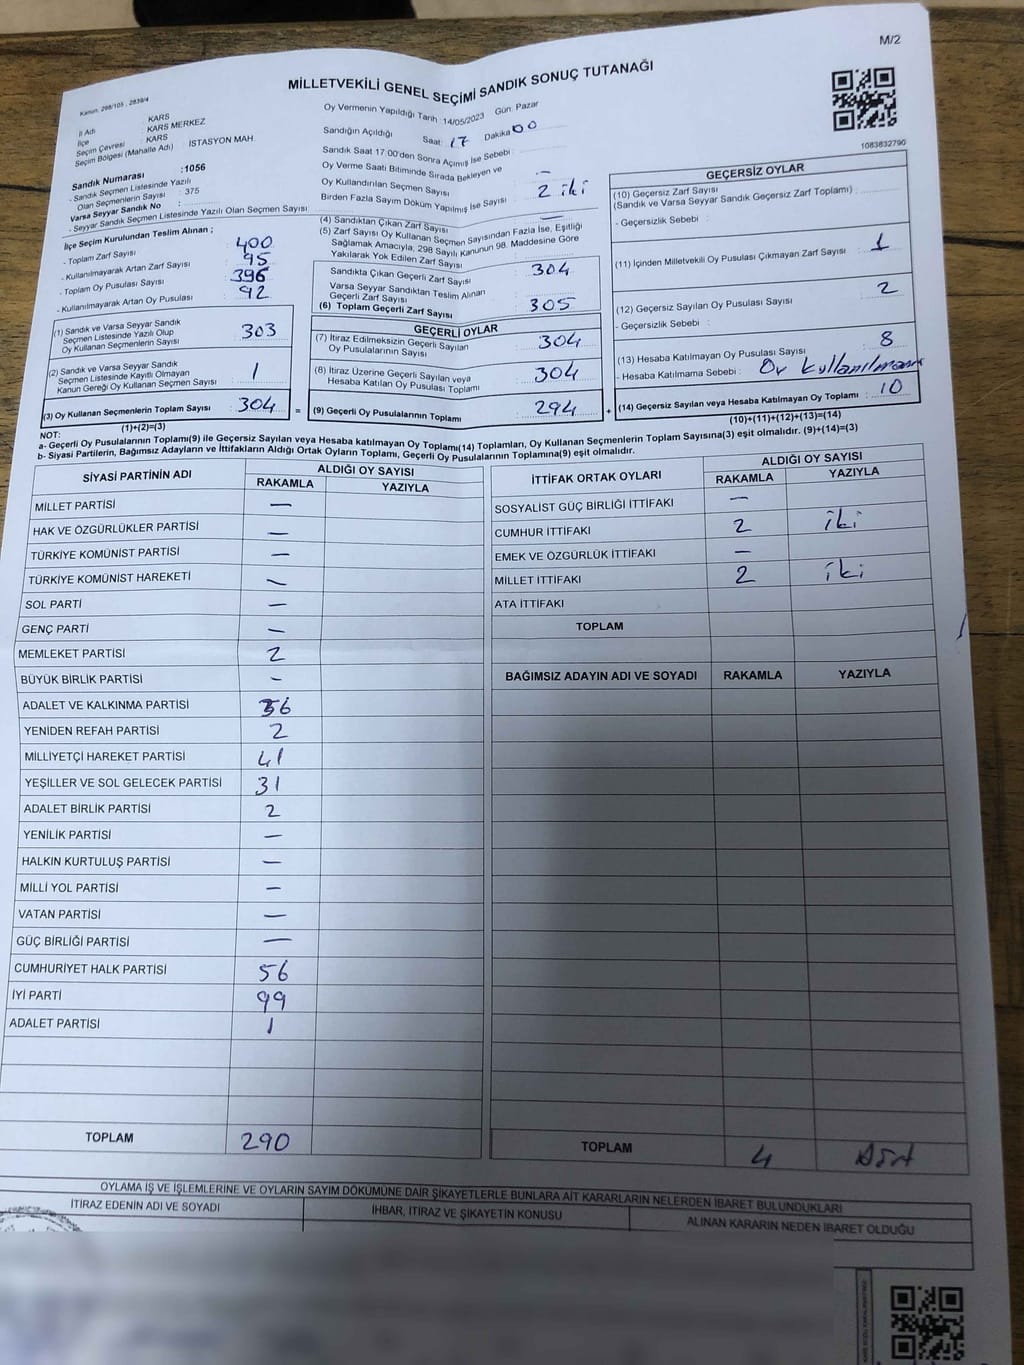 M/2
MİLLETVEKİLİ GENEL SEÇİMİ SANDIK SONUÇ TUTANAĞI
Kanun: 298/105 , 2839/4
İl Adı : KARS
İlçe : KARS MERKEZ
Seçim Çevresi : KARS
Seçim Bölgesi (Mahalle Adı) : İSTASYON MAH.
Sandık Numarası :1056
- Sandık Seçmen Listesinde Yazılı
Olan Seçmenlerin Sayısı : 375
Varsa Seyyar Sandık No :
- Seyyar Sandık Seçmen Listesinde Yazılı Olan Seçmen Sayısı :
İlçe Seçim Kurulundan Teslim Alınan ;
- Toplam Zarf Sayısı : 400
- Kullanılmayarak Artan Zarf Sayısı : 95
- Toplam Oy Pusulası Sayısı : 396
- Kullanılmayarak Artan Oy Pusulası : 92
(1) Sandık ve Varsa Seyyar Sandık
Seçmen Listesinde Yazılı Olup
Oy Kullanan Seçmenlerin Sayısı : 303
(2) Sandık ve Varsa Seyyar Sandık
Seçmen Listesinde Kayıtlı Olmayan
Kanun Gereği Oy Kullanan Seçmen Sayısı : 1
(3) Oy Kullanan Seçmenlerin Toplam Sayısı : 304 =
(1)+(2)=(3)
Oy Vermenin Yapıldığı Tarih 14/05/2023 Gün: Pazar
Sandığın Açıldığı Saat: 17 Dakika 00
Sandık Saat 17.00'den Sonra Açımış İse Sebebi :
Oy Verme Saati Bitiminde Sırada Bekleyen ve
Oy Kullandırılan Seçmen Sayısı : —
Birden Fazla Sayım Döküm Yapılmış İse Sayısı : 2 iki
(4) Sandıktan Çıkan Zarf Sayısı : —
(5) Zarf Sayısı Oy Kullanan Seçmen Sayısından Fazla İse, Eşitliği
Sağlamak Amacıyla, 298 Sayılı Kanunun 98. Maddesine Göre
Yakılarak Yok Edilen Zarf Sayısı
Sandıkta Çıkan Geçerli Zarf Sayısı : 304
Varsa Seyyar Sandıktan Teslim Alınan
Geçerli Zarf Sayısı :
(6) Toplam Geçerli Zarf Sayısı : 305
GEÇERLİ OYLAR
(7) İtiraz Edilmeksizin Geçerli Sayılan
Oy Pusulalarının Sayısı : 304
(8) İtiraz Üzerine Geçerli Sayılan veya
Hesaba Katılan Oy Pusulası Toplamı : 304
(9) Geçerli Oy Pusulalarının Toplamı : 294 +
1083832790
GEÇERSİZ OYLAR
(10) Geçersiz Zarf Sayısı
(Sandık ve Varsa Seyyar Sandık Geçersiz Zarf Toplamı) :
- Geçersizlik Sebebi :
(11) İçinden Milletvekili Oy Pusulası Çıkmayan Zarf Sayısı : 1
(12) Geçersiz Sayılan Oy Pusulası Sayısı : 2
- Geçersizlik Sebebi :
(13) Hesaba Katılmayan Oy Pusulası Sayısı : 8
- Hesaba Katılmama Sebebi : Oy kullanılmamı
(14) Geçersiz Sayılan veya Hesaba Katılmayan Oy Toplamı : 10
(10)+(11)+(12)+(13)=(14)
NOT:
a- Geçerli Oy Pusulalarının Toplamı(9) ile Geçersiz Sayılan veya Hesaba katılmayan Oy Toplamı(14) Toplamları, Oy Kullanan Seçmenlerin Toplam Sayısına(3) eşit olmalıdır. (9)+(14)=(3)
b- Siyasi Partilerin, Bağımsız Adayların ve İttifakların Aldığı Ortak Oyların Toplamı, Geçerli Oy Pusulalarının Toplamına(9) eşit olmalıdır.
SİYASİ PARTİNİN ADI ALDIĞI OY SAYISI
RAKAMLA YAZIYLA
MİLLET PARTİSİ —
HAK VE ÖZGÜRLÜKLER PARTİSİ —
TÜRKİYE KOMÜNİST PARTİSİ —
TÜRKİYE KOMÜNİST HAREKETİ —
SOL PARTİ —
GENÇ PARTİ —
MEMLEKET PARTİSİ 2
BÜYÜK BİRLİK PARTİSİ —
ADALET VE KALKINMA PARTİSİ 56
YENİDEN REFAH PARTİSİ 2
MİLLİYETÇİ HAREKET PARTİSİ 41
YEŞİLLER VE SOL GELECEK PARTİSİ 31
ADALET BİRLİK PARTİSİ 2
YENİLİK PARTİSİ —
HALKIN KURTULUŞ PARTİSİ —
MİLLİ YOL PARTİSİ —
VATAN PARTİSİ —
GÜÇ BİRLİĞİ PARTİSİ —
CUMHURİYET HALK PARTİSİ 56
İYİ PARTİ 99
ADALET PARTİSİ 1
TOPLAM 290
İTTİFAK ORTAK OYLARI ALDIĞI OY SAYISI
RAKAMLA YAZIYLA
SOSYALİST GÜÇ BİRLİĞİ İTTİFAKI —
CUMHUR İTTİFAKI 2 iki
EMEK VE ÖZGÜRLÜK İTTİFAKI —
MİLLET İTTİFAKI 2 iki
ATA İTTİFAKI
TOPLAM
BAĞIMSIZ ADAYIN ADI VE SOYADI RAKAMLA YAZIYLA
TOPLAM 4 dört
OYLAMA İŞ VE İŞLEMLERİNE VE OYLARIN SAYIM DÖKÜMÜNE DAİR ŞİKAYETLERLE BUNLARA AİT KARARLARIN NELERDEN İBARET BULUNDUKLARI
İTİRAZ EDENİN ADI VE SOYADI İHBAR, İTİRAZ VE ŞİKAYETİN KONUSU ALINAN KARARIN NEDEN İBARET OLDUĞU